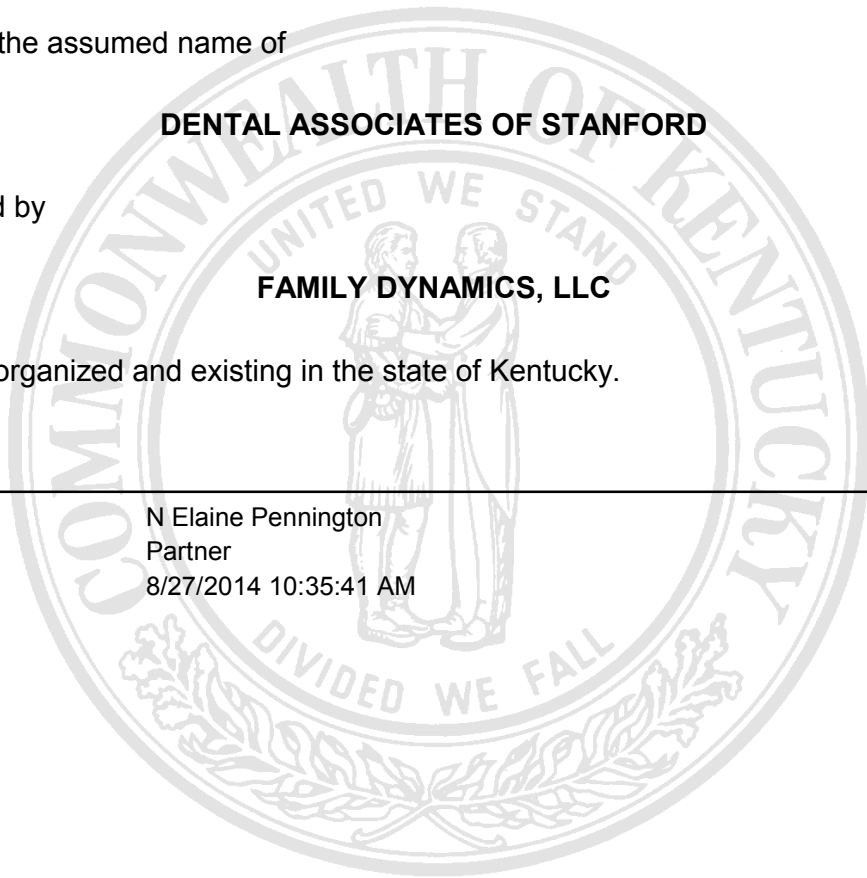 the assumed name of
DENTAL ASSOCIATES OF STANFORD
d by
FAMILY DYNAMICS, LLC
organized and existing in the state of Kentucky.
N Elaine Pennington
Partner
8/27/2014 10:35:41 AM
COMMONWEALTH OF KENTUCKY
UNITED WE STAND
DIVIDED WE FALL